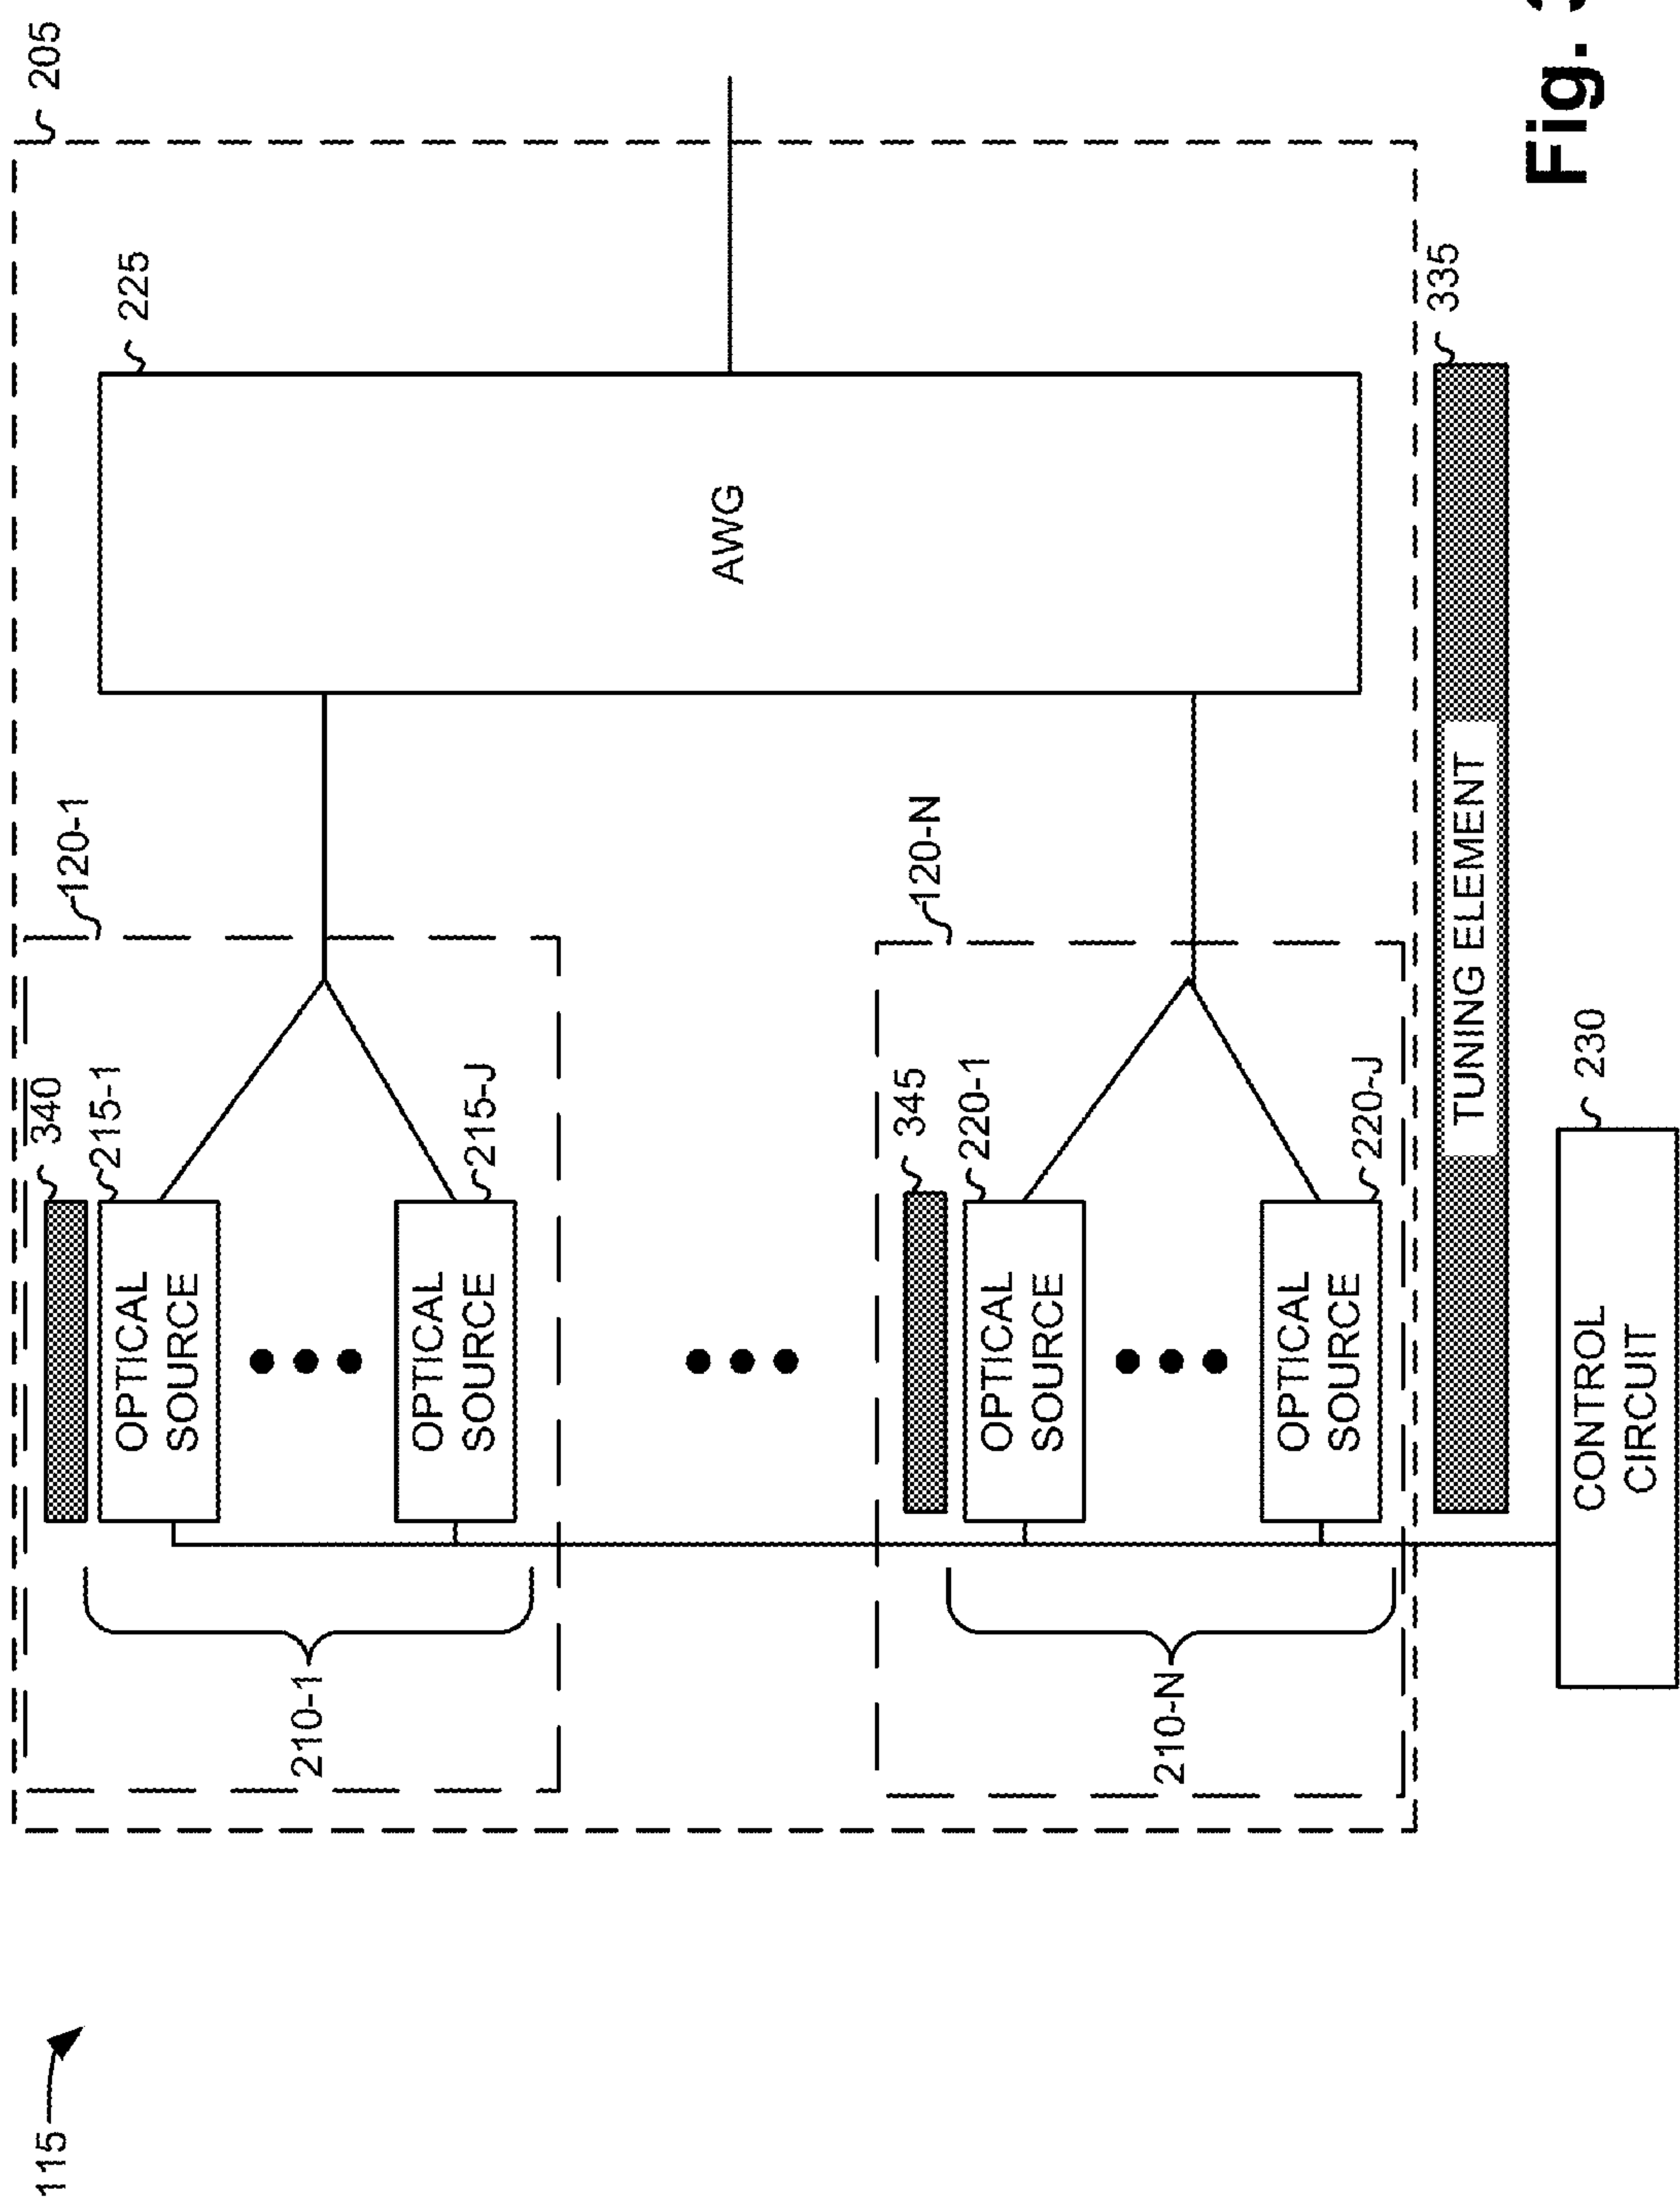 115
340
205
120-1
215-1
225
OPTICAL
SOURCE
210-1
OPTICAL
SOURCE
215-J
AWG
345
120-N
220-1
OPTICAL
SOURCE
210-N
OPTICAL
SOURCE
220-J
335
TUNING ELEMENT
230
CONTROL
CIRCUIT
Fig.